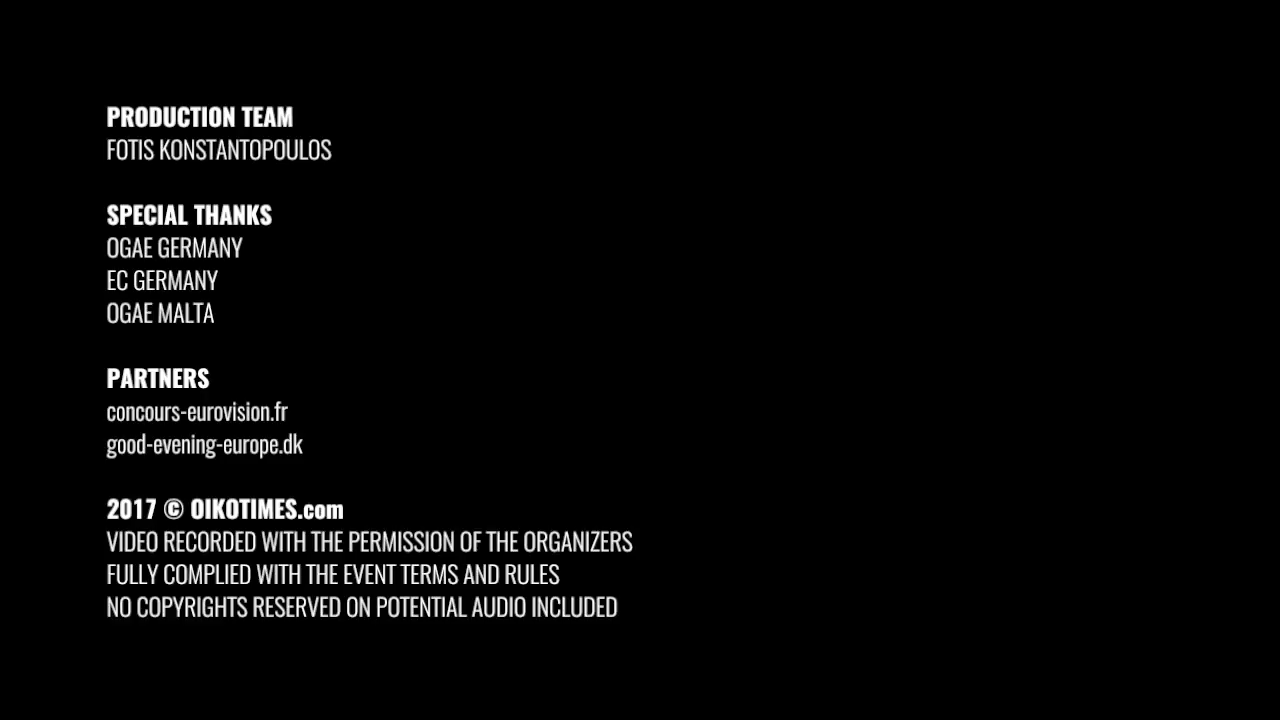 PRODUCTION TEAM
FOTIS KONSTANTOPOULOS
SPECIAL THANKS
OGAE GERMANY
EC GERMANY
OGAE MALTA
PARTNERS
concours-eurovision.fr
good-evening-europe.dk
2017 © OIKOTIMES.com
VIDEO RECORDED WITH THE PERMISSION OF THE ORGANIZERS
FULLY COMPLIED WITH THE EVENT TERMS AND RULES
NO COPYRIGHTS RESERVED ON POTENTIAL AUDIO INCLUDED